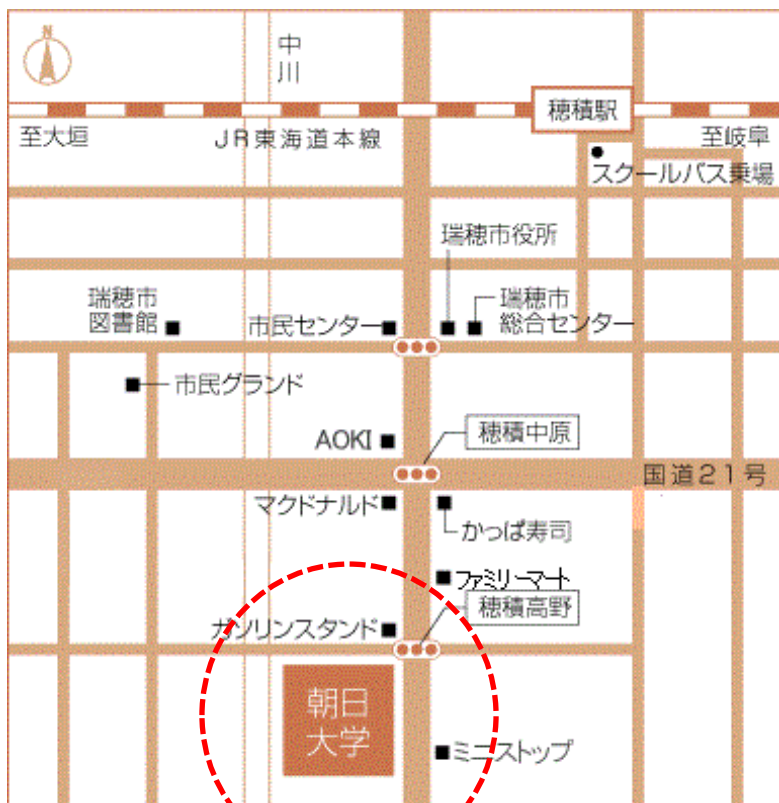 N
中
川
穂積駅
至大垣
JR東海道本線
至岐阜
スクールバス乗場
瑞穂市役所
瑞穂市
図書館
市民センター
瑞穂市
総合センター
市民グランド
AOKI
穂積中原
国道21号
マクドナルド
かっぱ寿司
ファミリーマート
穂積高野
ガソリンスタンド
朝日
大学
ミニストップ